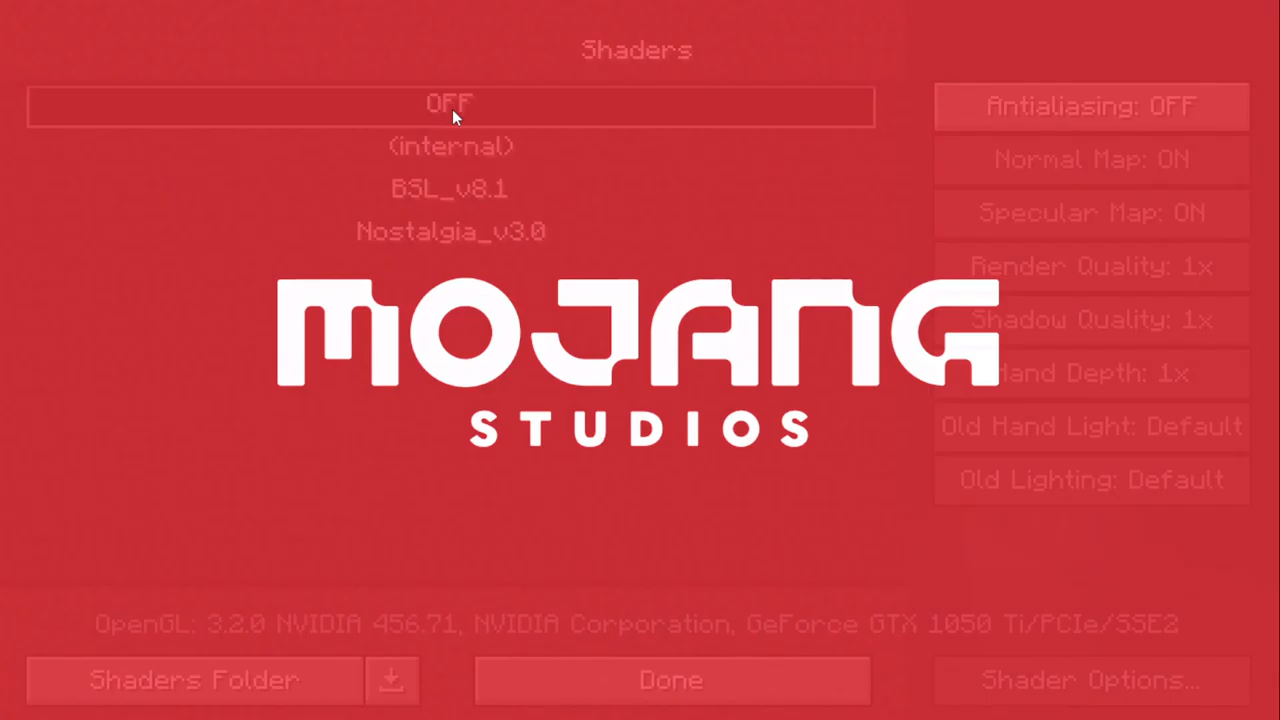 Shaders
OFF
(internal)
BSL_v8.1
Nostalgia_v3.0
Antialiasing: OFF
Normal Map: ON
Specular Map: ON
Render Quality: 1x
Shadow Quality: 1x
Hand Depth: 1x
Old Hand Light: Default
Old Lighting: Default
MOJANG
STUDIOS
OpenGL: 3.2.0 NVIDIA 456.71, NVIDIA Corporation, GeForce GTX 1050 Ti/PCIe/SSE2
Shaders Folder
Done
Shader Options...